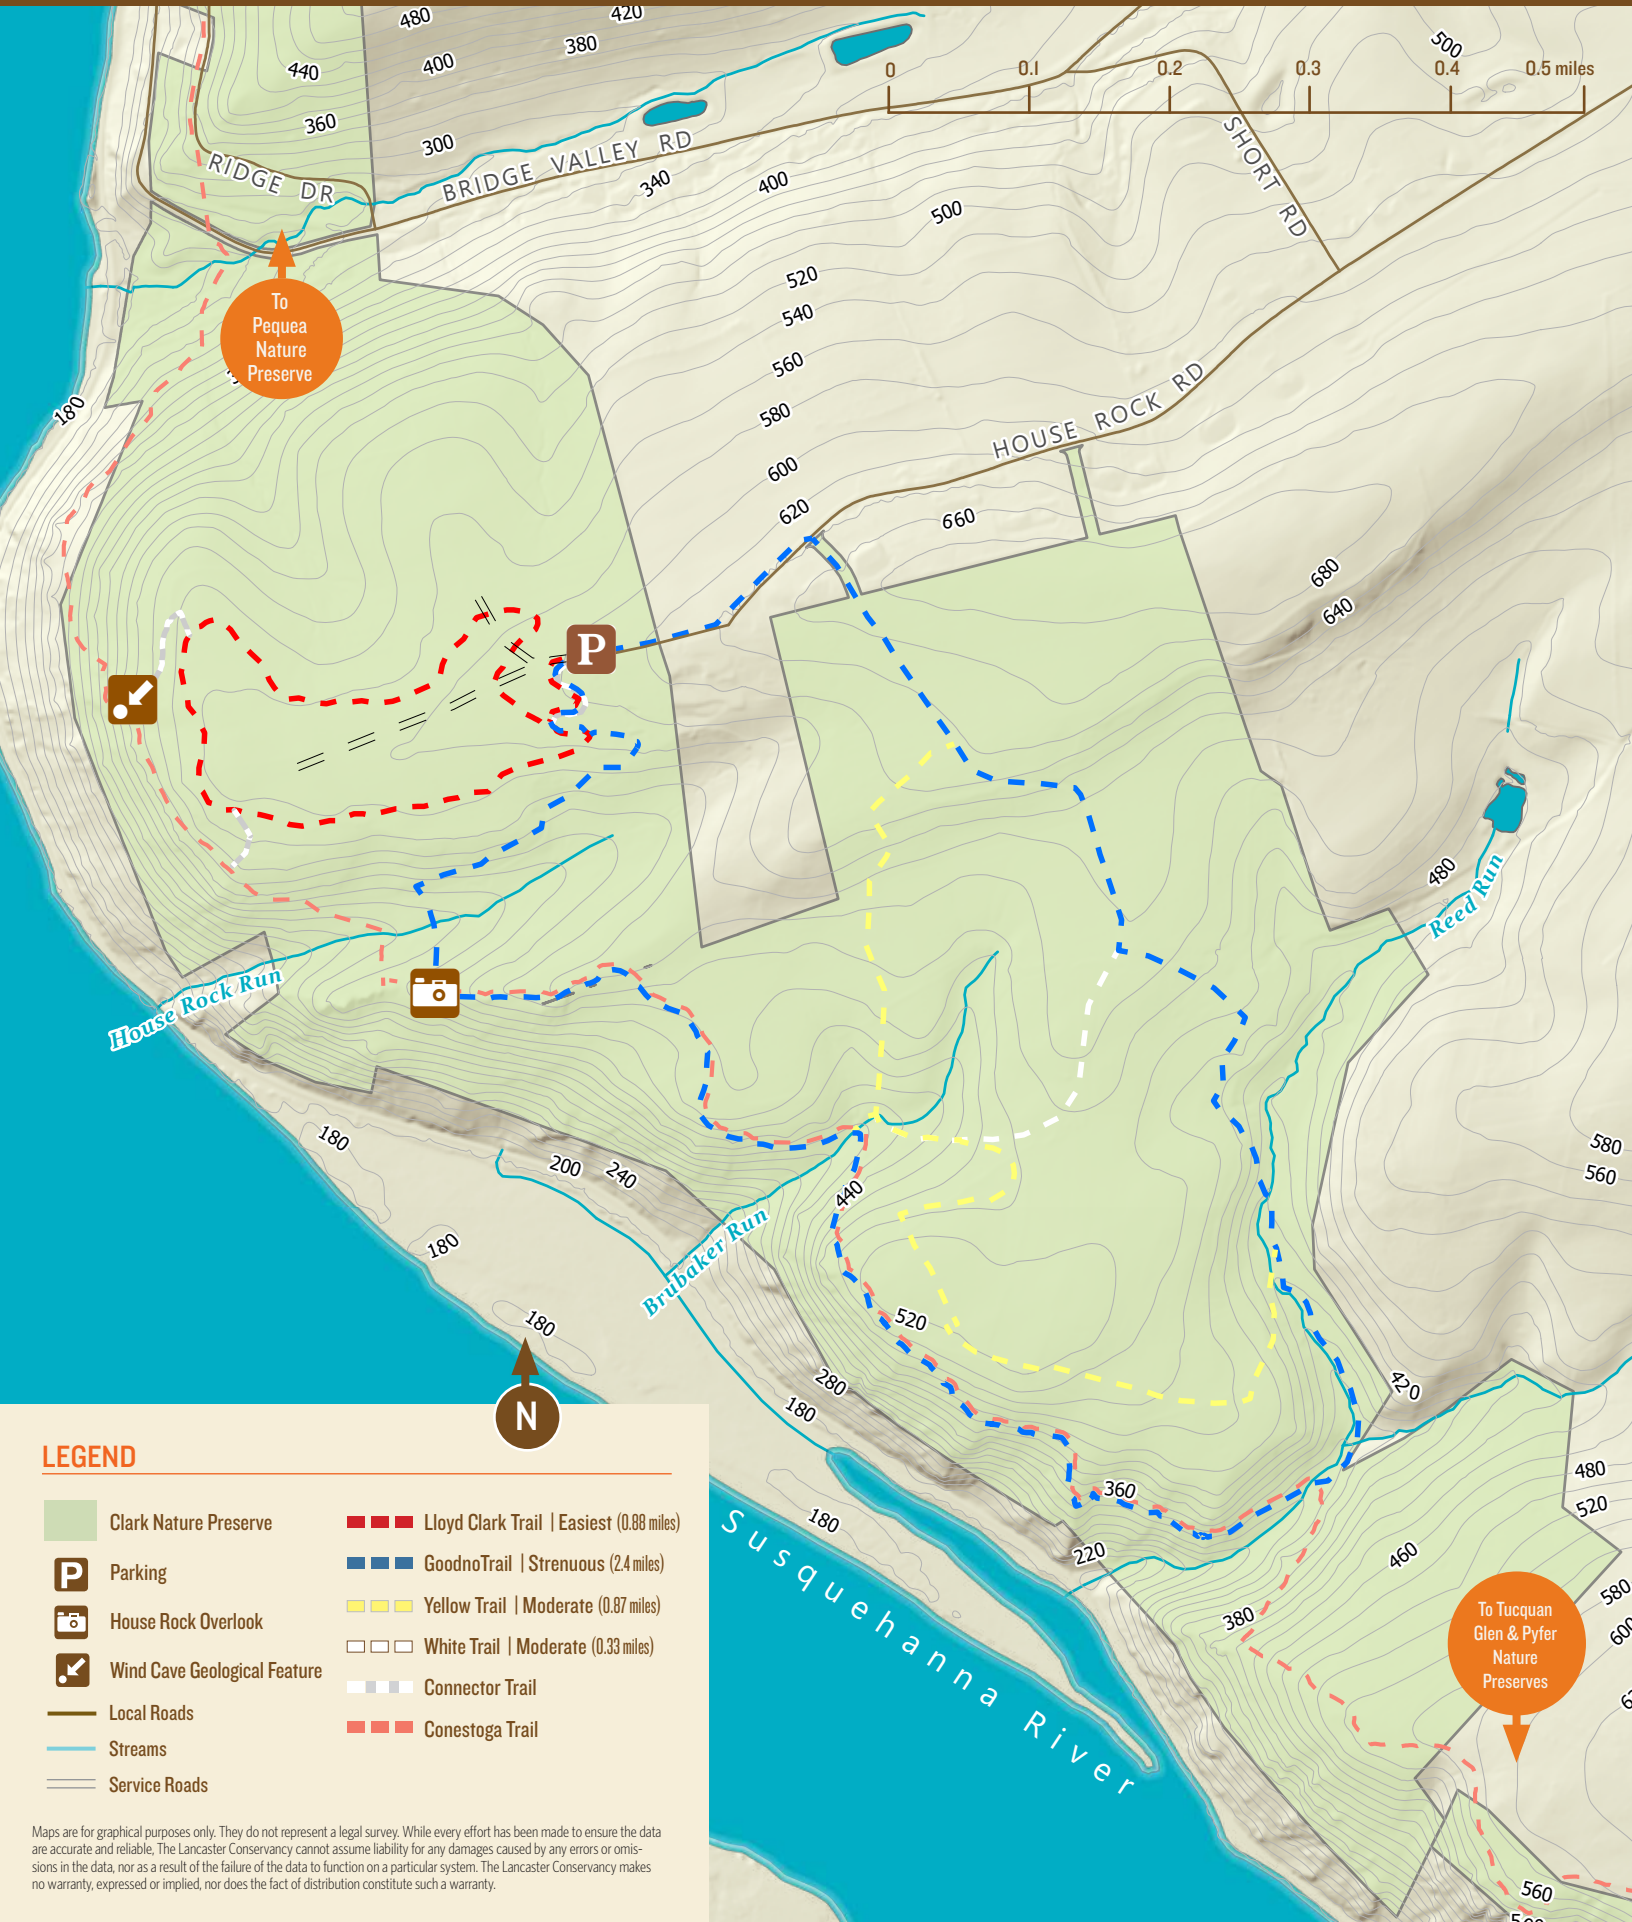 480
420
380
400
440
360
300
500
0
0.1
0.2
0.3
0.4
0.5 miles
RIDGE DR
BRIDGE VALLEY RD
340
400
500
SHORT RD
To
Pequea
Nature
Preserve
520
540
560
580
600
620
660
180
HOUSE ROCK RD
680
640
P
480
Reed Run
House Rock Run
180
200
240
180
180
440
Brubaker Run
520
280
180
180
360
220
380
460
420
480
520
580
560
580
560
To Tucquan
Glen & Pyfer
Nature
Preserves
N
Susquehanna River
LEGEND
Clark Nature Preserve
P
Parking
House Rock Overlook
Wind Cave Geological Feature
Local Roads
Streams
Service Roads
Lloyd Clark Trail | Easiest (0.88 miles)
GoodnoTrail | Strenuous (2.4 miles)
Yellow Trail | Moderate (0.87 miles)
White Trail | Moderate (0.33 miles)
Connector Trail
Conestoga Trail
Maps are for graphical purposes only. They do not represent a legal survey. While every effort has been made to ensure the data
are accurate and reliable, The Lancaster Conservancy cannot assume liability for any damages caused by any errors or omis-
sions in the data, nor as a result of the failure of the data to function on a particular system. The Lancaster Conservancy makes
no warranty, expressed or implied, nor does the fact of distribution constitute such a warranty.